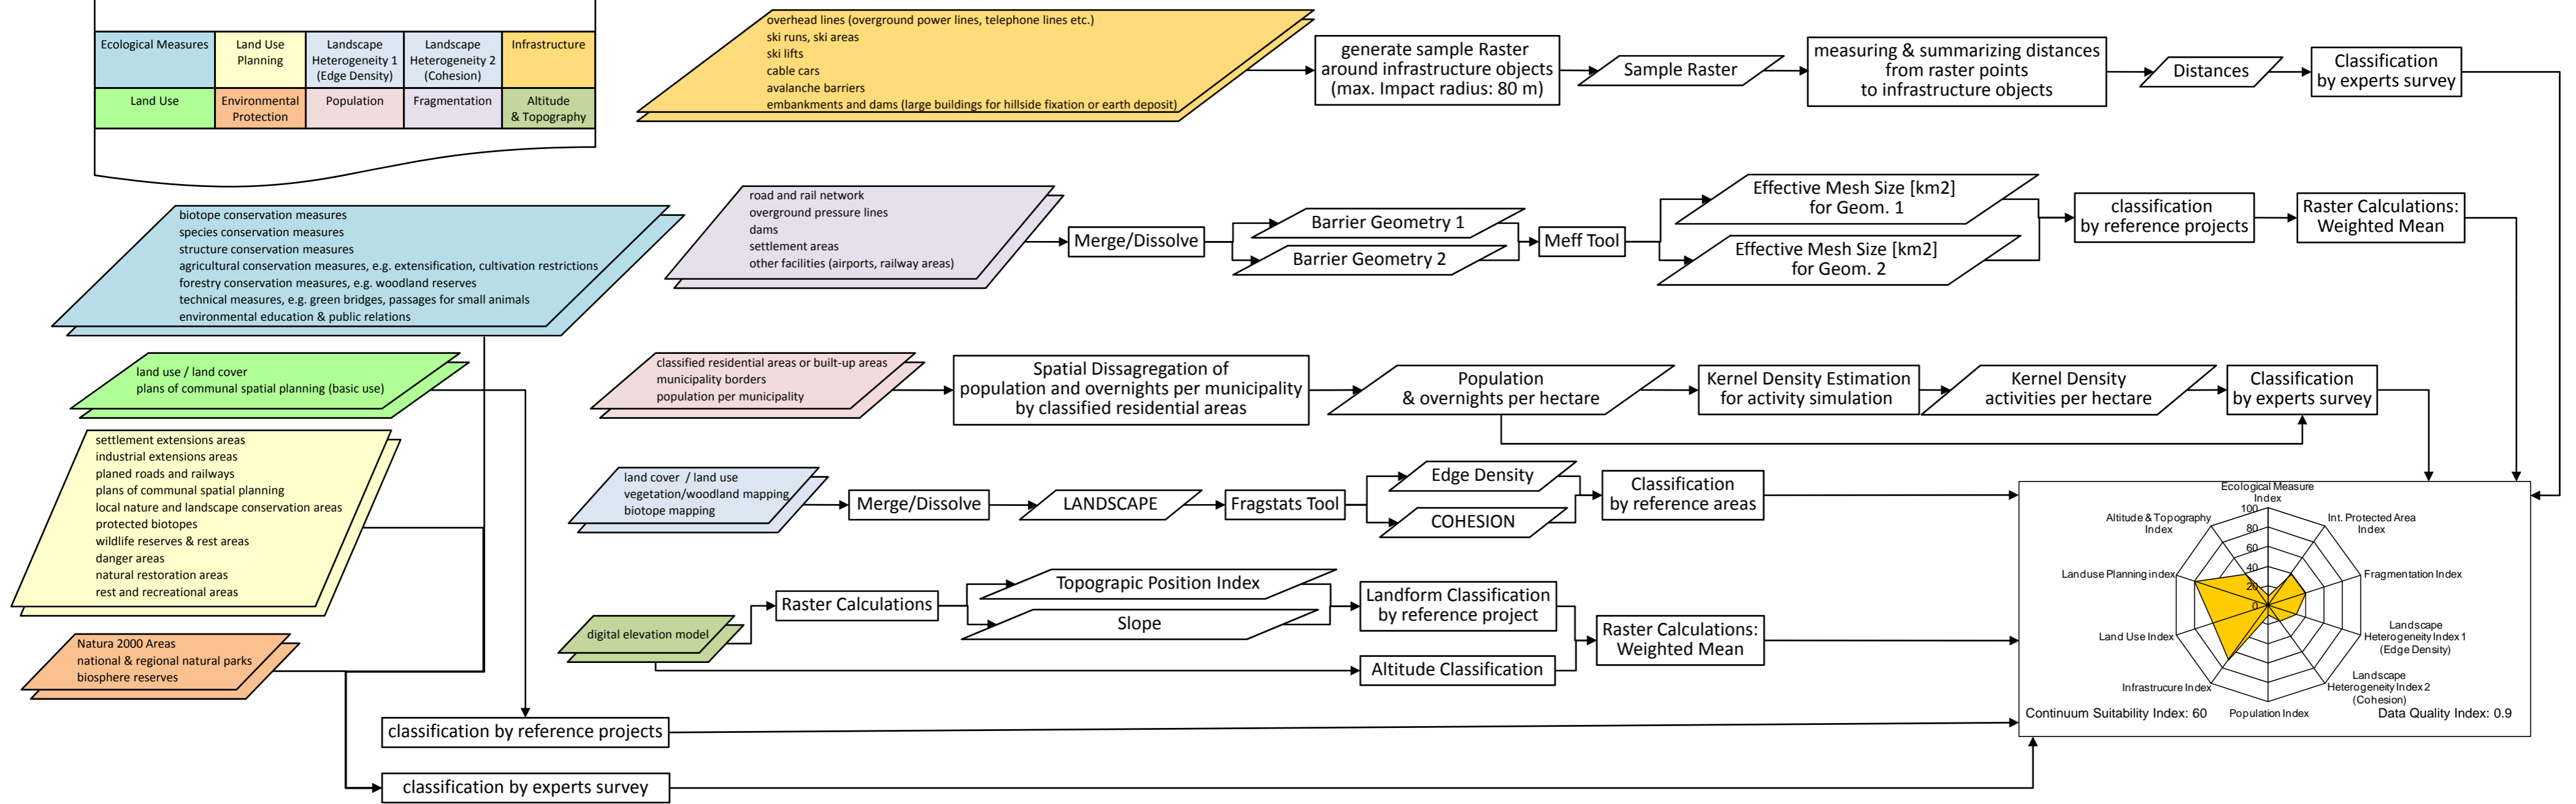 Ecological Measures
Land Use
Planning
Landscape
Heterogeneity 1
(Edge Density)
Landscape
Heterogeneity 2
(Cohesion)
Infrastructure
Land Use
Environmental
Protection
Population
Fragmentation
Altitude
& Topography
overhead lines (overground power lines, telephone lines etc.)
ski runs, ski areas
ski lifts
cable cars
avalanche barriers
embankments and dams (large buildings for hillside fixation or earth deposit)
generate sample Raster
around infrastructure objects
(max. Impact radius: 80 m)
Sample Raster
measuring & summarizing distances
from raster points
to infrastructure objects
Distances
Classification
by experts survey
biotope conservation measures
species conservation measures
structure conservation measures
agricultural conservation measures, e.g. extensification, cultivation restrictions
forestry conservation measures, e.g. woodland reserves
technical measures, e.g. green bridges, passages for small animals
environmental education & public relations
road and rail network
overground pressure lines
dams
settlement areas
other facilities (airports, railway areas)
Merge/Dissolve
Barrier Geometry 1
Barrier Geometry 2
Meff Tool
Effective Mesh Size [km2]
for Geom. 1
Effective Mesh Size [km2]
for Geom. 2
classification
by reference projects
Raster Calculations:
Weighted Mean
land use / land cover
plans of communal spatial planning (basic use)
classified residential areas or built-up areas
municipality borders
population per municipality
Spatial Dissagregation of
population and overnights per municipality
by classified residential areas
Population
& overnights per hectare
Kernel Density Estimation
for activity simulation
Kernel Density
activities per hectare
Classification
by experts survey
settlement extensions areas
industrial extensions areas
planed roads and railways
plans of communal spatial planning
local nature and landscape conservation areas
protected biotopes
wildlife reserves & rest areas
danger areas
natural restoration areas
rest and recreational areas
land cover / land use
vegetation/woodland mapping
biotope mapping
Merge/Dissolve
LANDSCAPE
Fragstats Tool
Edge Density
COHESION
Classification
by reference areas
digital elevation model
Raster Calculations
Topograpic Position Index
Slope
Landform Classification
by reference project
Altitude Classification
Raster Calculations:
Weighted Mean
Natura 2000 Areas
national & regional natural parks
biosphere reserves
classification by reference projects
classification by experts survey
Ecological Measure
Index
100
80
60
40
20
0
Altitude & Topography
Index
Int. Protected Area
Index
Landuse Planning index
Fragmentation Index
Land Use Index
Landscape
Heterogeneity Index 1
(Edge Density)
Infrastrucure Index
Landscape
Heterogeneity Index 2
(Cohesion)
Continuum Suitability Index: 60
Population Index
Data Quality Index: 0.9